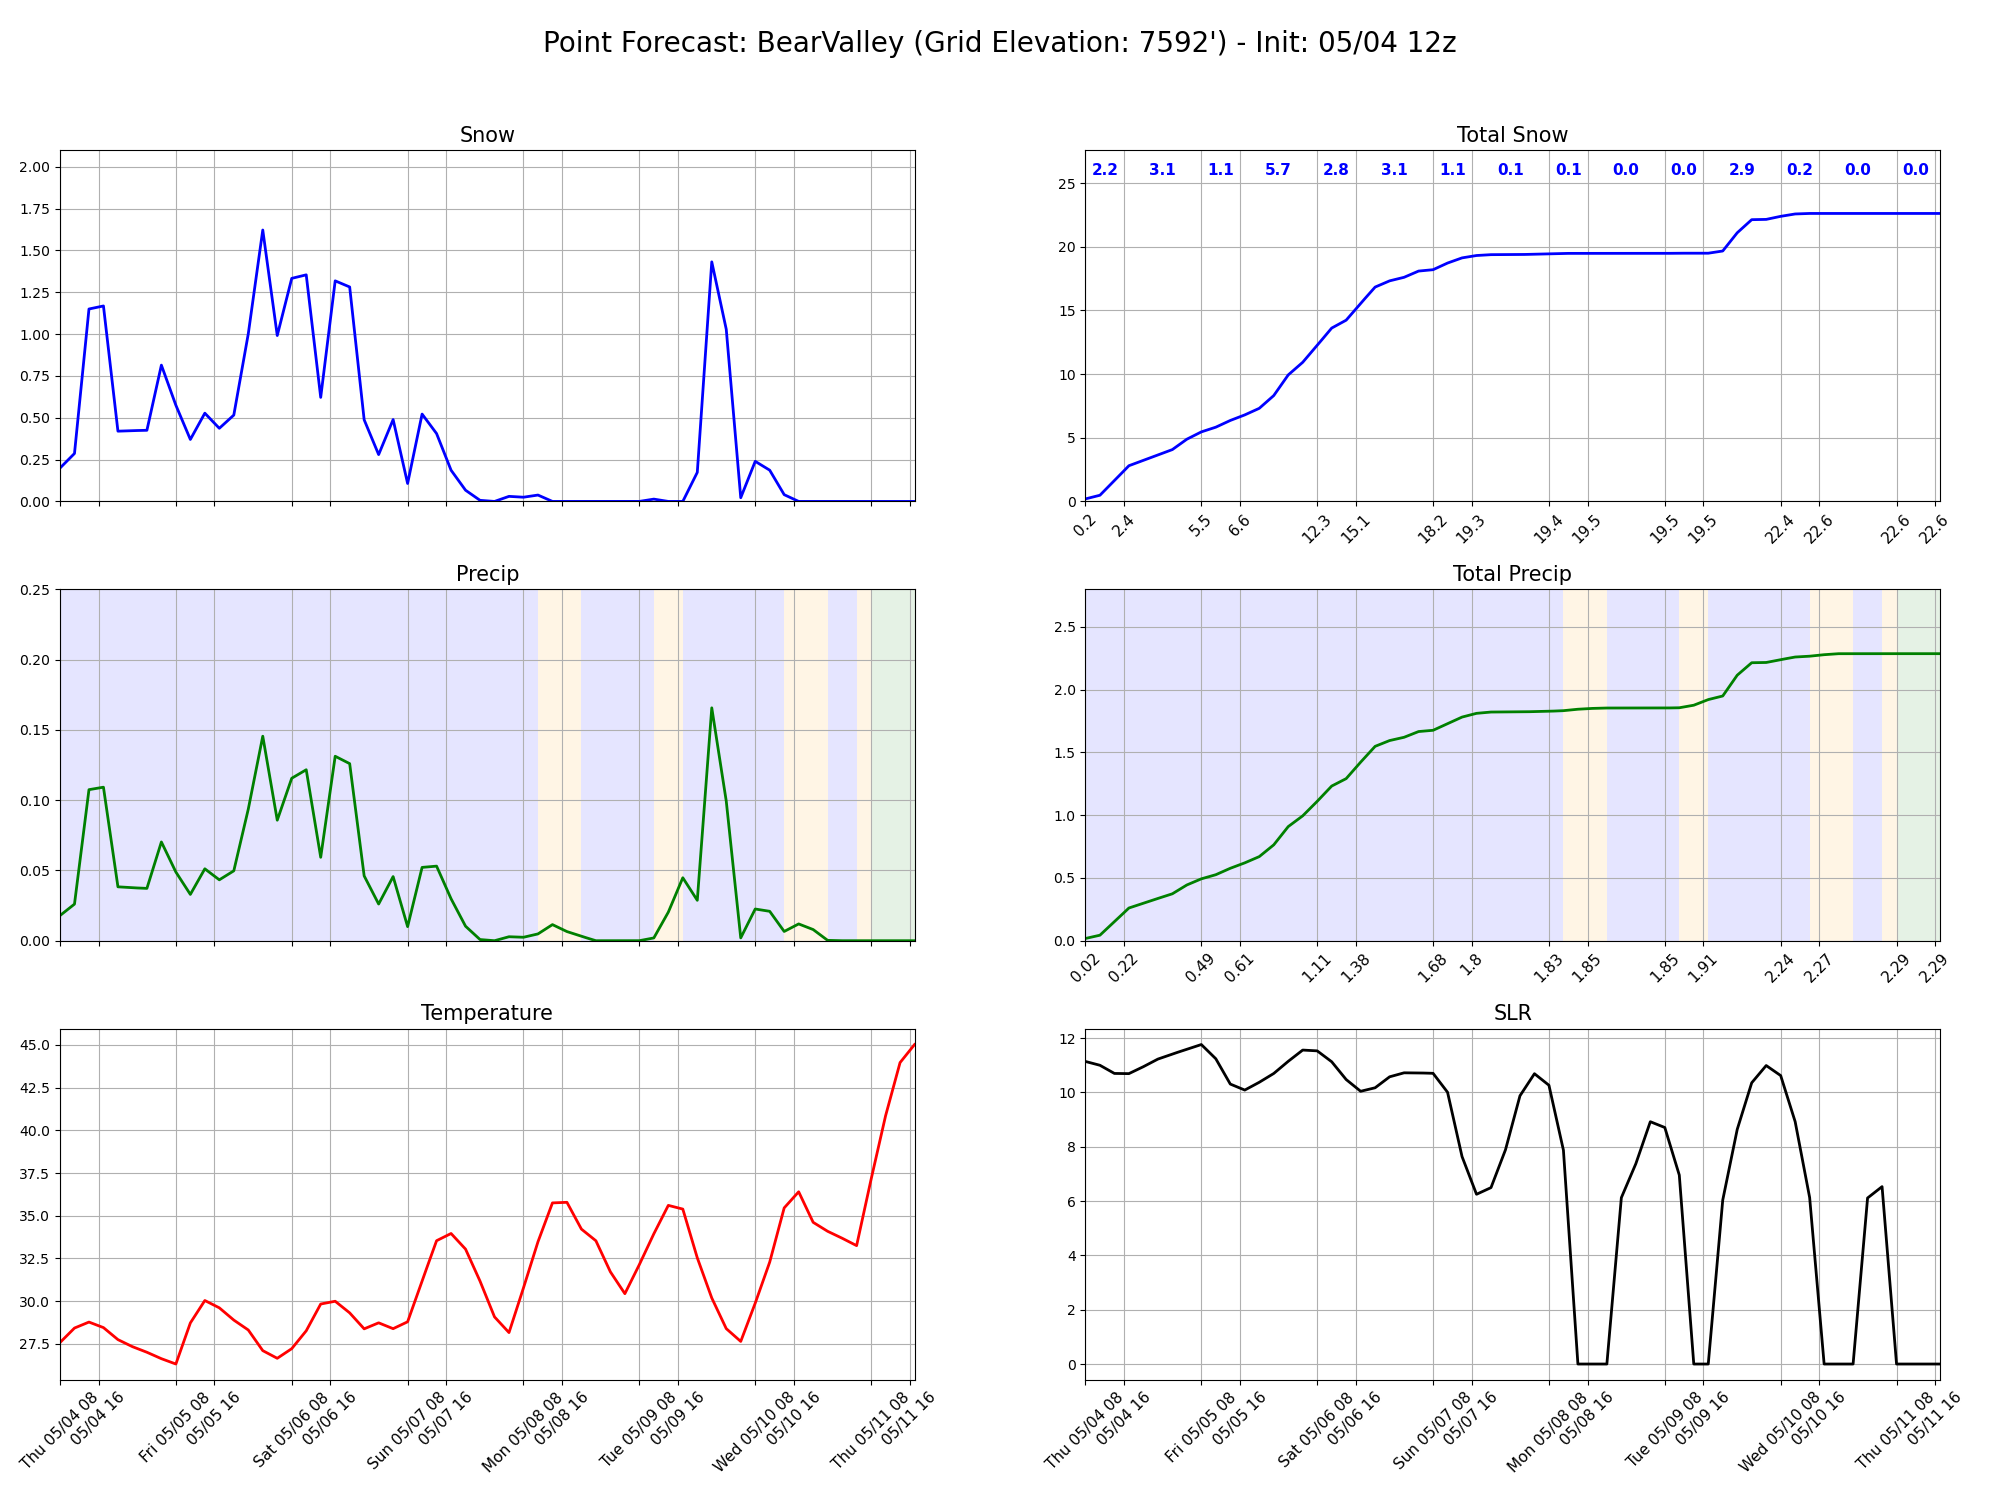 Point Forecast: BearValley (Grid Elevation: 7592') - Init: 05/04 12z
Snow
2.00
1.75
1.50
1.25
1.00
0.75
0.50
0.25
0.00
Total Snow
2.2 3.1 1.1 5.7 2.8 3.1 1.1 0.1 0.1 0.0 0.0 2.9 0.2 0.0 0.0
25
20
15
10
5
0
0.2 2.4 5.5 6.6 12.3 15.1 18.2 19.3 19.4 19.5 19.5 19.5 22.4 22.6 22.6 22.6
Precip
0.25
0.20
0.15
0.10
0.05
0.00
Total Precip
2.5
2.0
1.5
1.0
0.5
0.0
0.02 0.22 0.49 0.61 1.11 1.38 1.68 1.8 1.83 1.85 1.85 1.91 2.24 2.27 2.29 2.29
Temperature
45.0
42.5
40.0
37.5
35.0
32.5
30.0
27.5
Thu 05/04 08
05/04 16
Fri 05/05 08
05/05 16
Sat 05/06 08
05/06 16
Sun 05/07 08
05/07 16
Mon 05/08 08
05/08 16
Tue 05/09 08
05/09 16
Wed 05/10 08
05/10 16
Thu 05/11 08
05/11 16
SLR
12
10
8
6
4
2
0
Thu 05/04 08
05/04 16
Fri 05/05 08
05/05 16
Sat 05/06 08
05/06 16
Sun 05/07 08
05/07 16
Mon 05/08 08
05/08 16
Tue 05/09 08
05/09 16
Wed 05/10 08
05/10 16
Thu 05/11 08
05/11 16